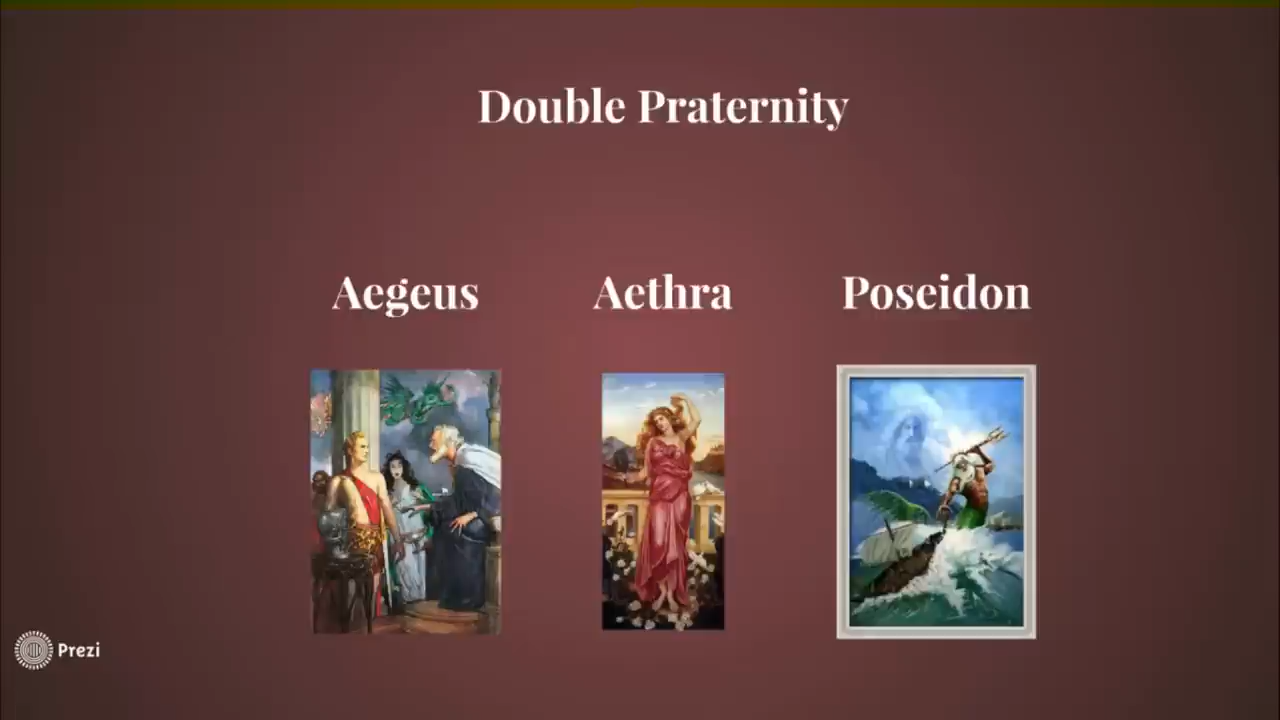 Double Praternity
Aegeus
Aethra
Poseidon
Prezi